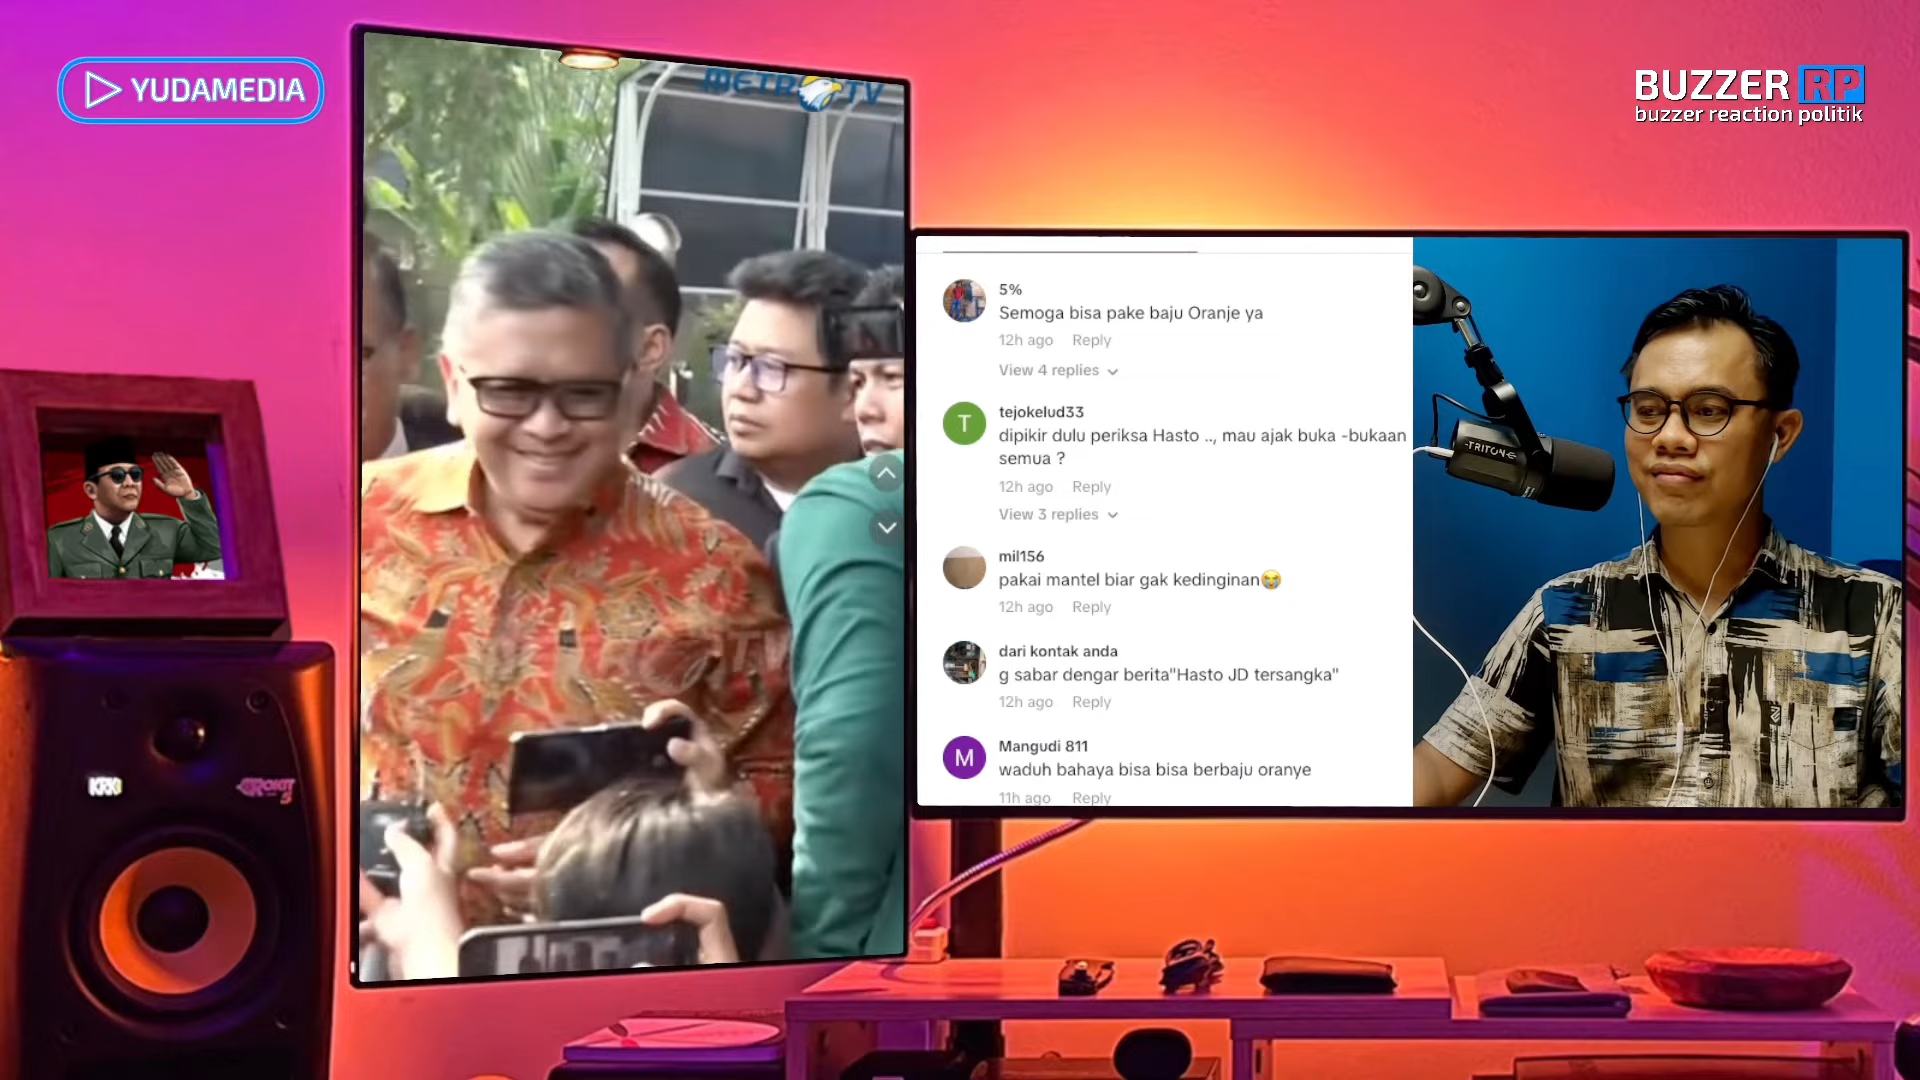 YUDAMEDIA
METRO TV
BUZZER RP
buzzer reaction politik
5%
Semoga bisa pake baju Oranje ya
12h ago Reply
View 4 replies
T
tejokelud33
dipikir dulu periksa Hasto .., mau ajak buka -bukaan
semua ?
12h ago Reply
View 3 replies
mil156
pakai mantel biar gak kedinginan😭
12h ago Reply
dari kontak anda
g sabar dengar berita"Hasto JD tersangka"
12h ago Reply
M
Mangudi 811
waduh bahaya bisa bisa berbaju oranye
11h ago Reply
TRITON
KRK
ROKIT 5